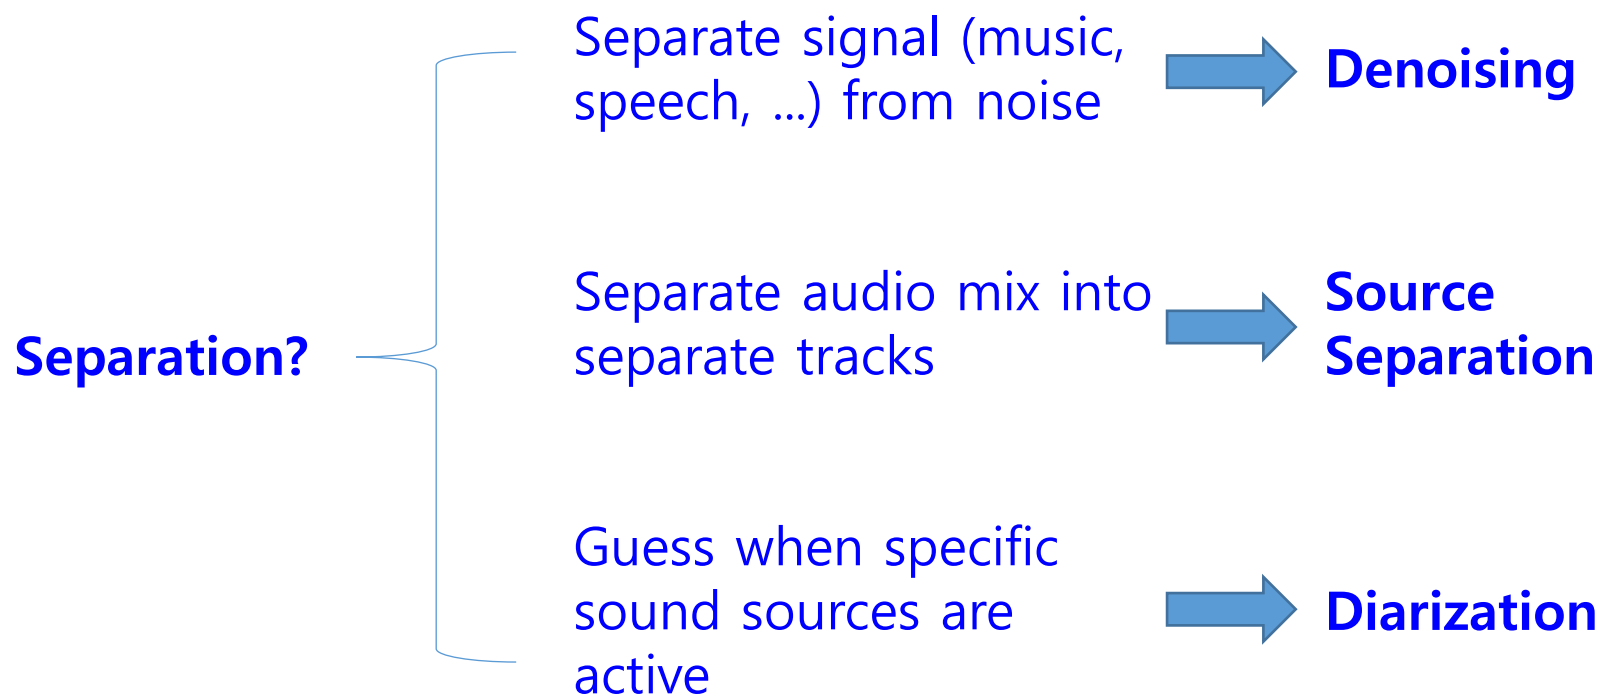 Separation?
Separate signal (music,
speech, ...) from noise
Denoising
Separate audio mix into
separate tracks
Source
Separation
Guess when specific
sound sources are
active
Diarization